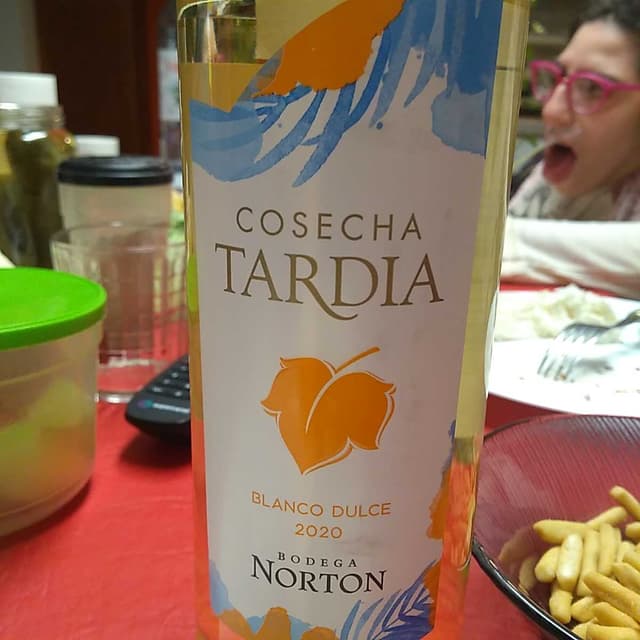 COSECHA
TARDIA
BLANCO DULCE
2020
BODEGA
NORTON